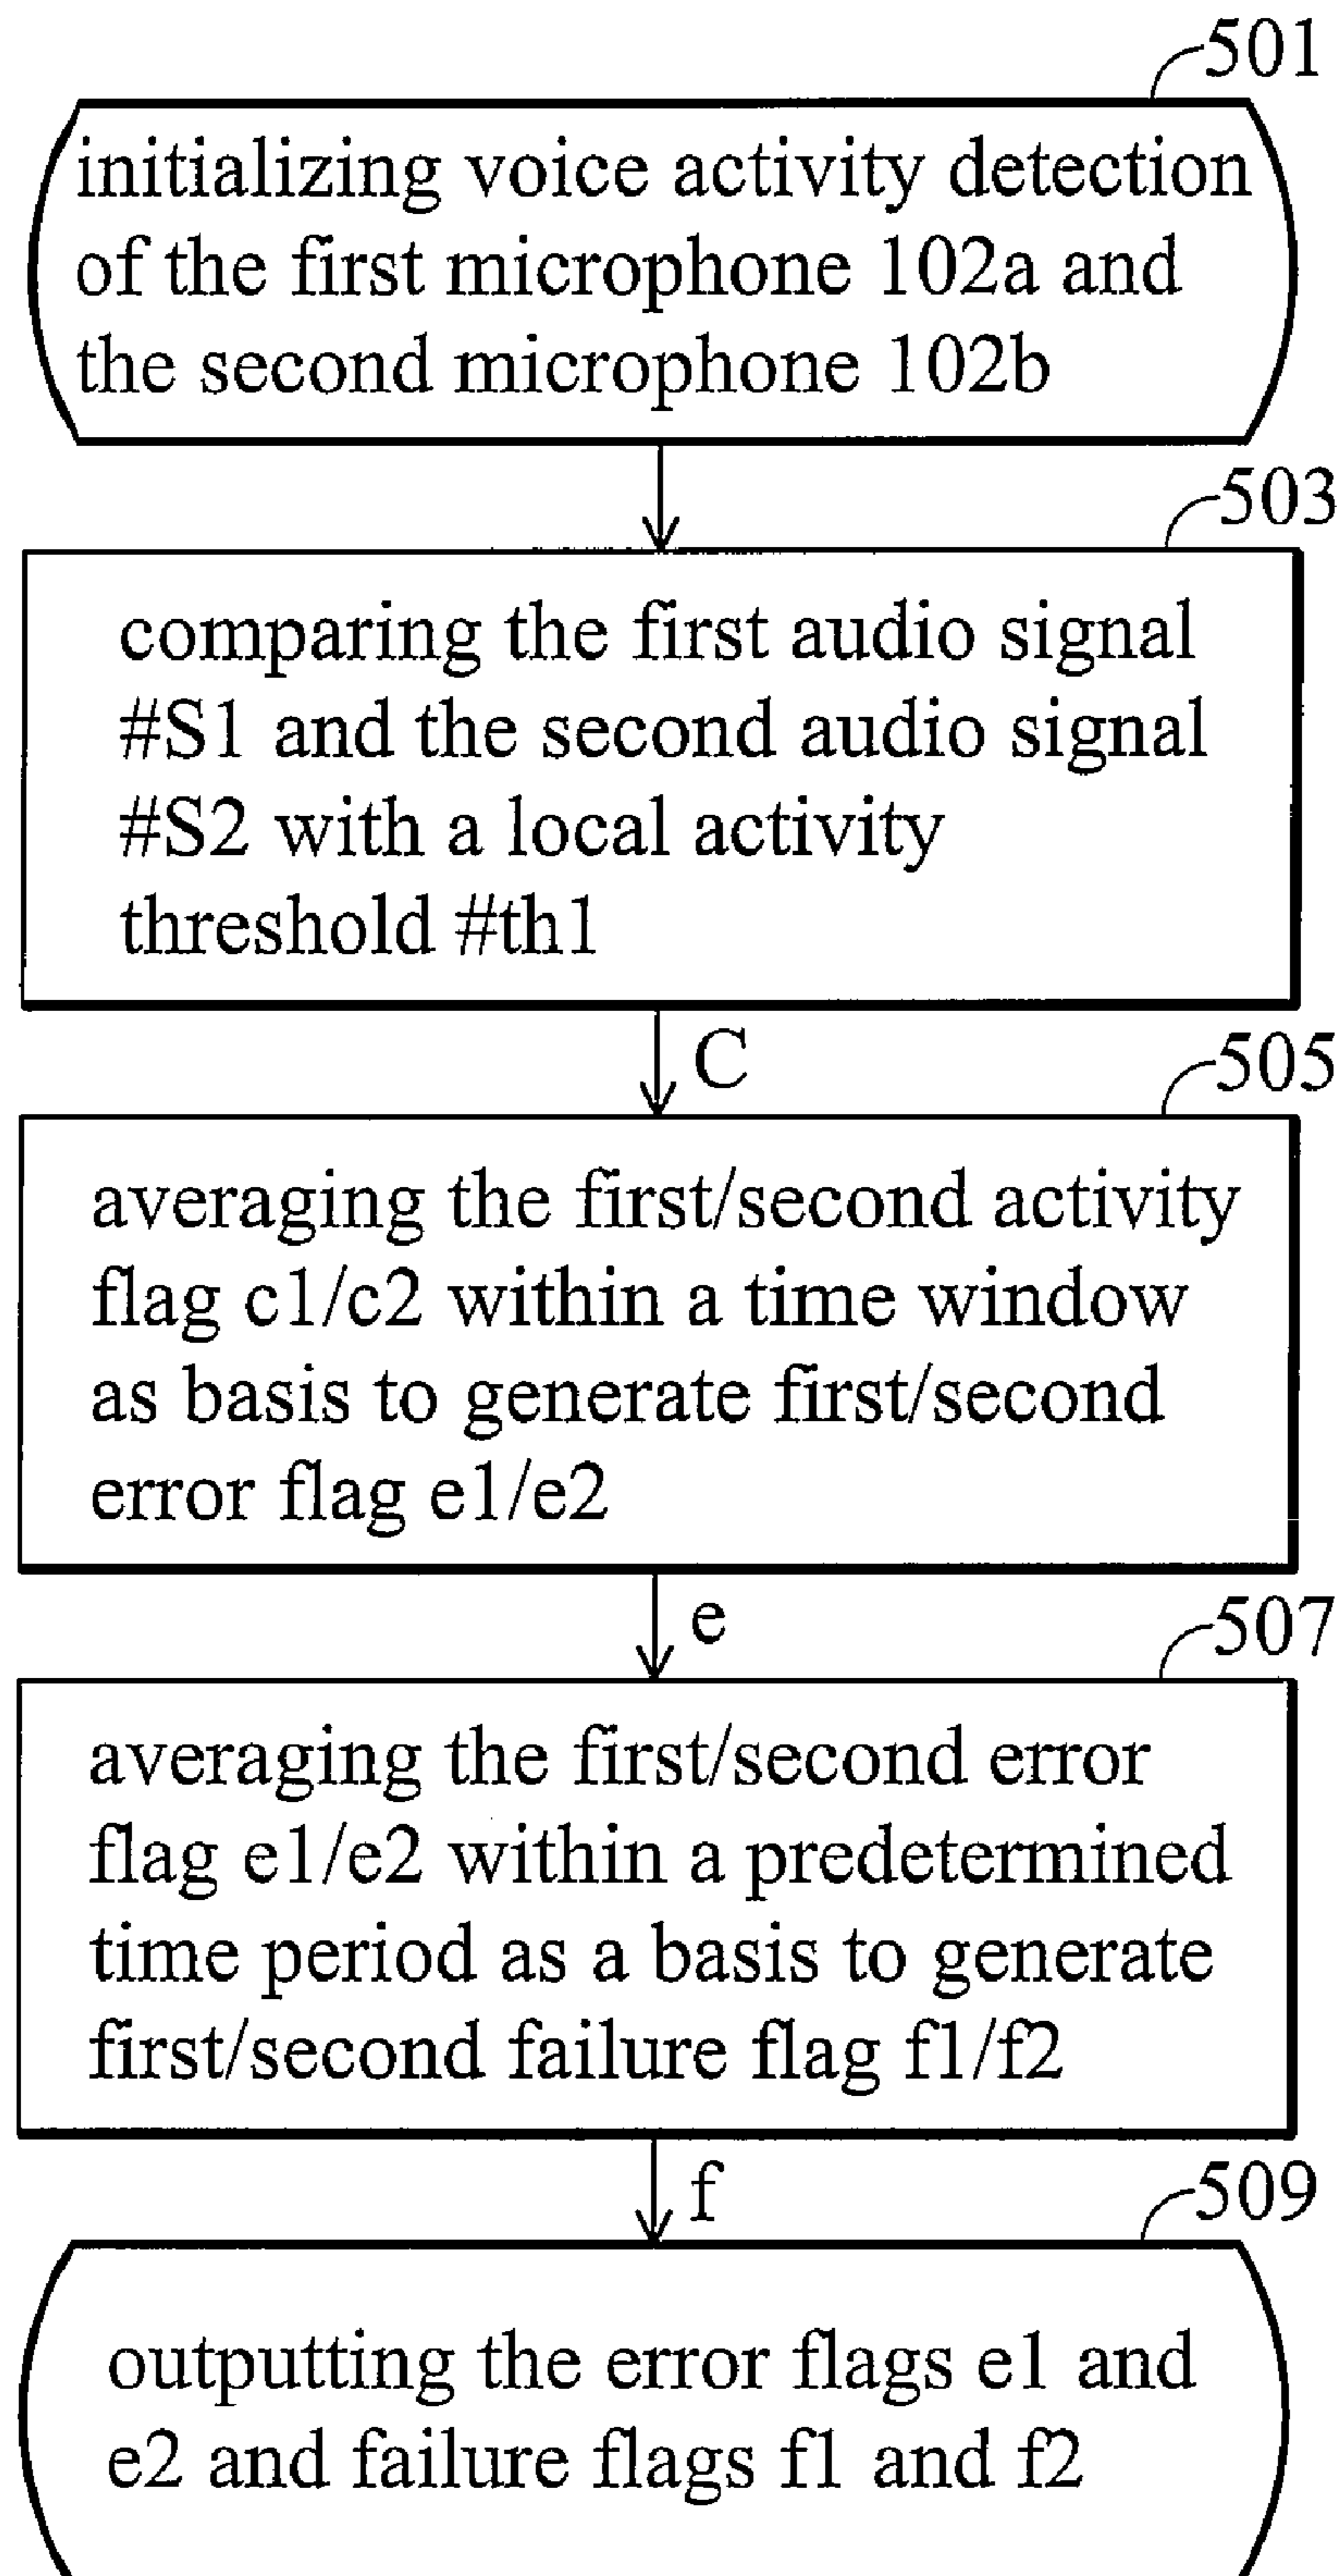 501
initializing voice activity detection
of the first microphone 102a and
the second microphone 102b
503
comparing the first audio signal
#S1 and the second audio signal
#S2 with a local activity
threshold #th1
C
505
averaging the first/second activity
flag c1/c2 within a time window
as basis to generate first/second
error flag e1/e2
e
507
averaging the first/second error
flag e1/e2 within a predetermined
time period as a basis to generate
first/second failure flag f1/f2
f
509
outputting the error flags e1 and
e2 and failure flags f1 and f2